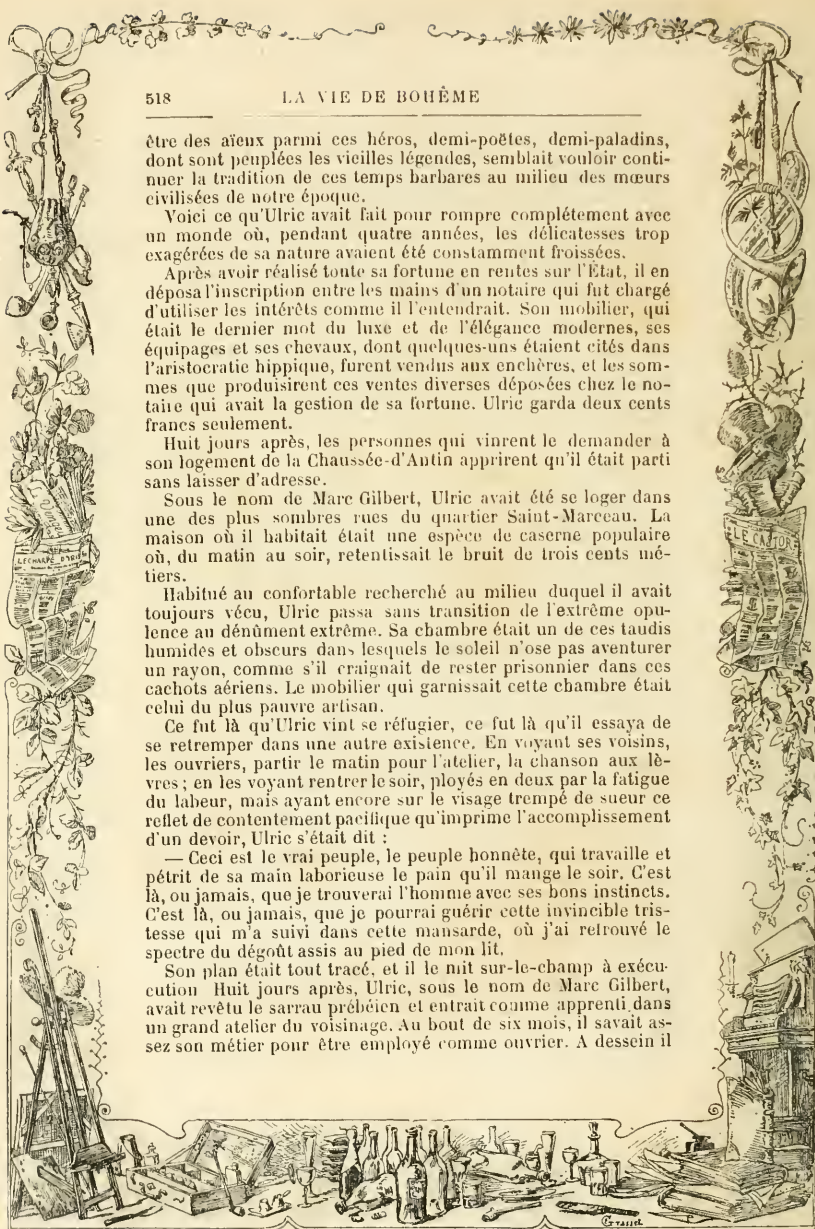 518 LA VIE DE BOHÊME
être des aïeux parmi ces héros, demi-poëtes, demi-paladins,
dont sont peuplées les vieilles légendes, semblait vouloir conti-
nuer la tradition de ces temps barbares au milieu des mœurs
civilisées de notre époque.
Voici ce qu'Ulric avait fait pour rompre complétement avec
un monde où, pendant quatre années, les délicatesses trop
exagérées de sa nature avaient été constamment froissées.
Après avoir réalisé toute sa fortune en rentes sur l'État, il en
déposa l'inscription entre les mains d'un notaire qui fut chargé
d'utiliser les intérêts comme il l'entendrait. Son mobilier, qui
était le dernier mot du luxe et de l'élégance modernes, ses
équipages et ses chevaux, dont quelques-uns étaient cités dans
l'aristocratie hippique, furent vendus aux enchères, et les som-
mes que produisirent ces ventes diverses déposées chez le no-
taire qui avait la gestion de sa fortune. Ulric garda deux cents
francs seulement.
Huit jours après, les personnes qui vinrent le demander à
son logement de la Chaussée-d'Antin apprirent qu'il était parti
sans laisser d'adresse.
Sous le nom de Marc Gilbert, Ulric avait été se loger dans
une des plus sombres rues du quartier Saint-Marceau. La
maison où il habitait était une espèce de caserne populaire
où, du matin au soir, retentissait le bruit de trois cents mé-
tiers.
Habitué au confortable recherché au milieu duquel il avait
toujours vécu, Ulric passa sans transition de l'extrême opu-
lence au dénûment extrême. Sa chambre était un de ces taudis
humides et obscurs dans lesquels le soleil n'ose pas aventurer
un rayon, comme s'il craignait de rester prisonnier dans ces
cachots aériens. Le mobilier qui garnissait cette chambre était
celui du plus pauvre artisan.
Ce fut là qu'Ulric vint se réfugier, ce fut là qu'il essaya de
se retremper dans une autre existence. En voyant ses voisins,
les ouvriers, partir le matin pour l'atelier, la chanson aux lè-
vres ; en les voyant rentrer le soir, ployés en deux par la fatigue
du labeur, mais ayant encore sur le visage trempé de sueur ce
reflet de contentement pacifique qu'imprime l'accomplissement
d'un devoir, Ulric s'était dit :
— Ceci est le vrai peuple, le peuple honnête, qui travaille et
pétrit de sa main laborieuse le pain qu'il mange le soir. C'est
là, ou jamais, que je trouverai l'homme avec ses bons instincts.
C'est là, ou jamais, que je pourrai guérir cette invincible tris-
tesse qui m'a suivi dans cette mansarde, où j'ai retrouvé le
spectre du dégoût assis au pied de mon lit.
Son plan était tout tracé, et il le mit sur-le-champ à exécu-
cution Huit jours après, Ulric, sous le nom de Marc Gilbert,
avait revêtu le sarrau prébéien et entrait comme apprenti dans
un grand atelier du voisinage. Au bout de six mois, il savait as-
sez son métier pour être employé comme ouvrier. A dessein il
LECHARPE D'IRIS
LE CASTOR
Grasset